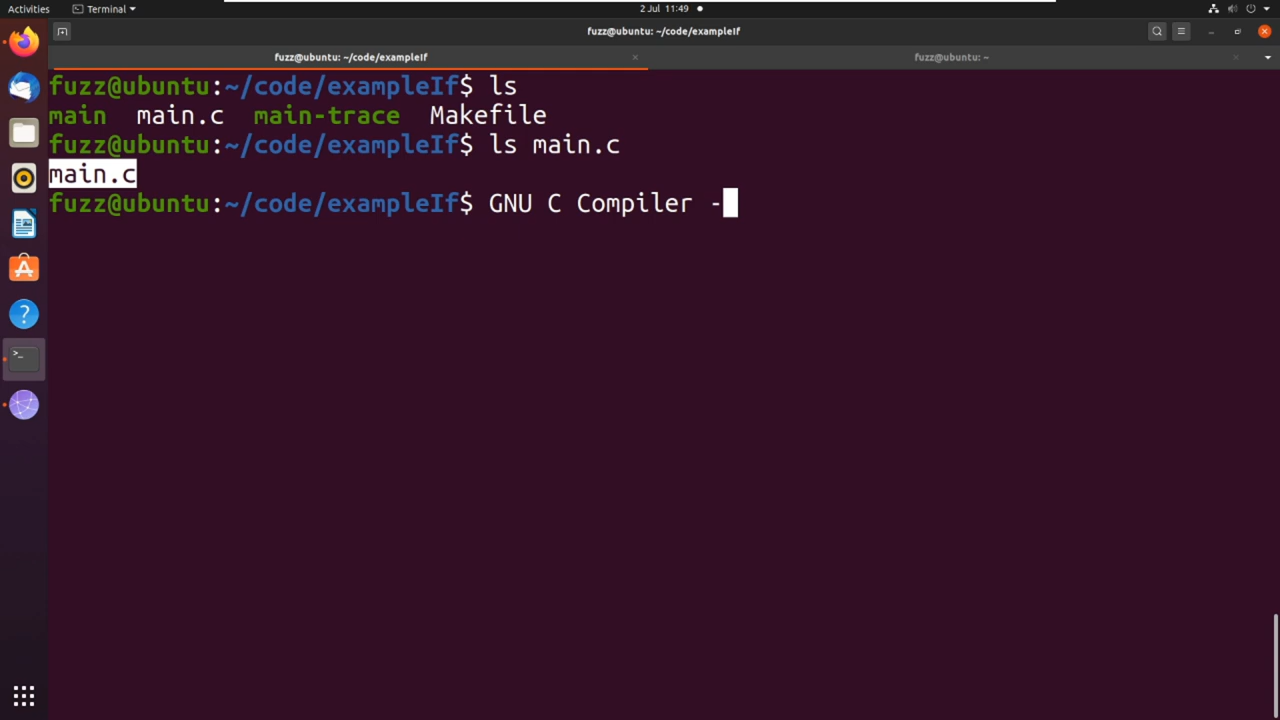 Activities Terminal 2 Jul 11:49
fuzz@ubuntu: ~/code/exampleIf
fuzz@ubuntu: ~/code/exampleIf fuzz@ubuntu: ~
fuzz@ubuntu:~/code/exampleIf$ ls
main main.c main-trace Makefile
fuzz@ubuntu:~/code/exampleIf$ ls main.c
main.c
fuzz@ubuntu:~/code/exampleIf$ GNU C Compiler -